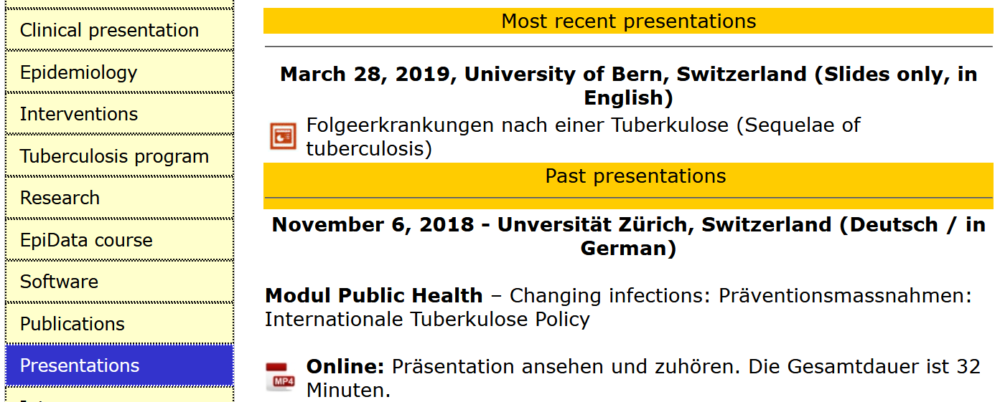 Clinical presentation
Epidemiology
Interventions
Tuberculosis program
Research
EpiData course
Software
Publications
Presentations
Most recent presentations
March 28, 2019, University of Bern, Switzerland (Slides only, in
English)
Folgeerkrankungen nach einer Tuberkulose (Sequelae of
tuberculosis)
Past presentations
November 6, 2018 - Unversität Zürich, Switzerland (Deutsch / in
German)
Modul Public Health – Changing infections: Präventionsmassnahmen:
Internationale Tuberkulose Policy
MP4
Online: Präsentation ansehen und zuhören. Die Gesamtdauer ist 32
Minuten.